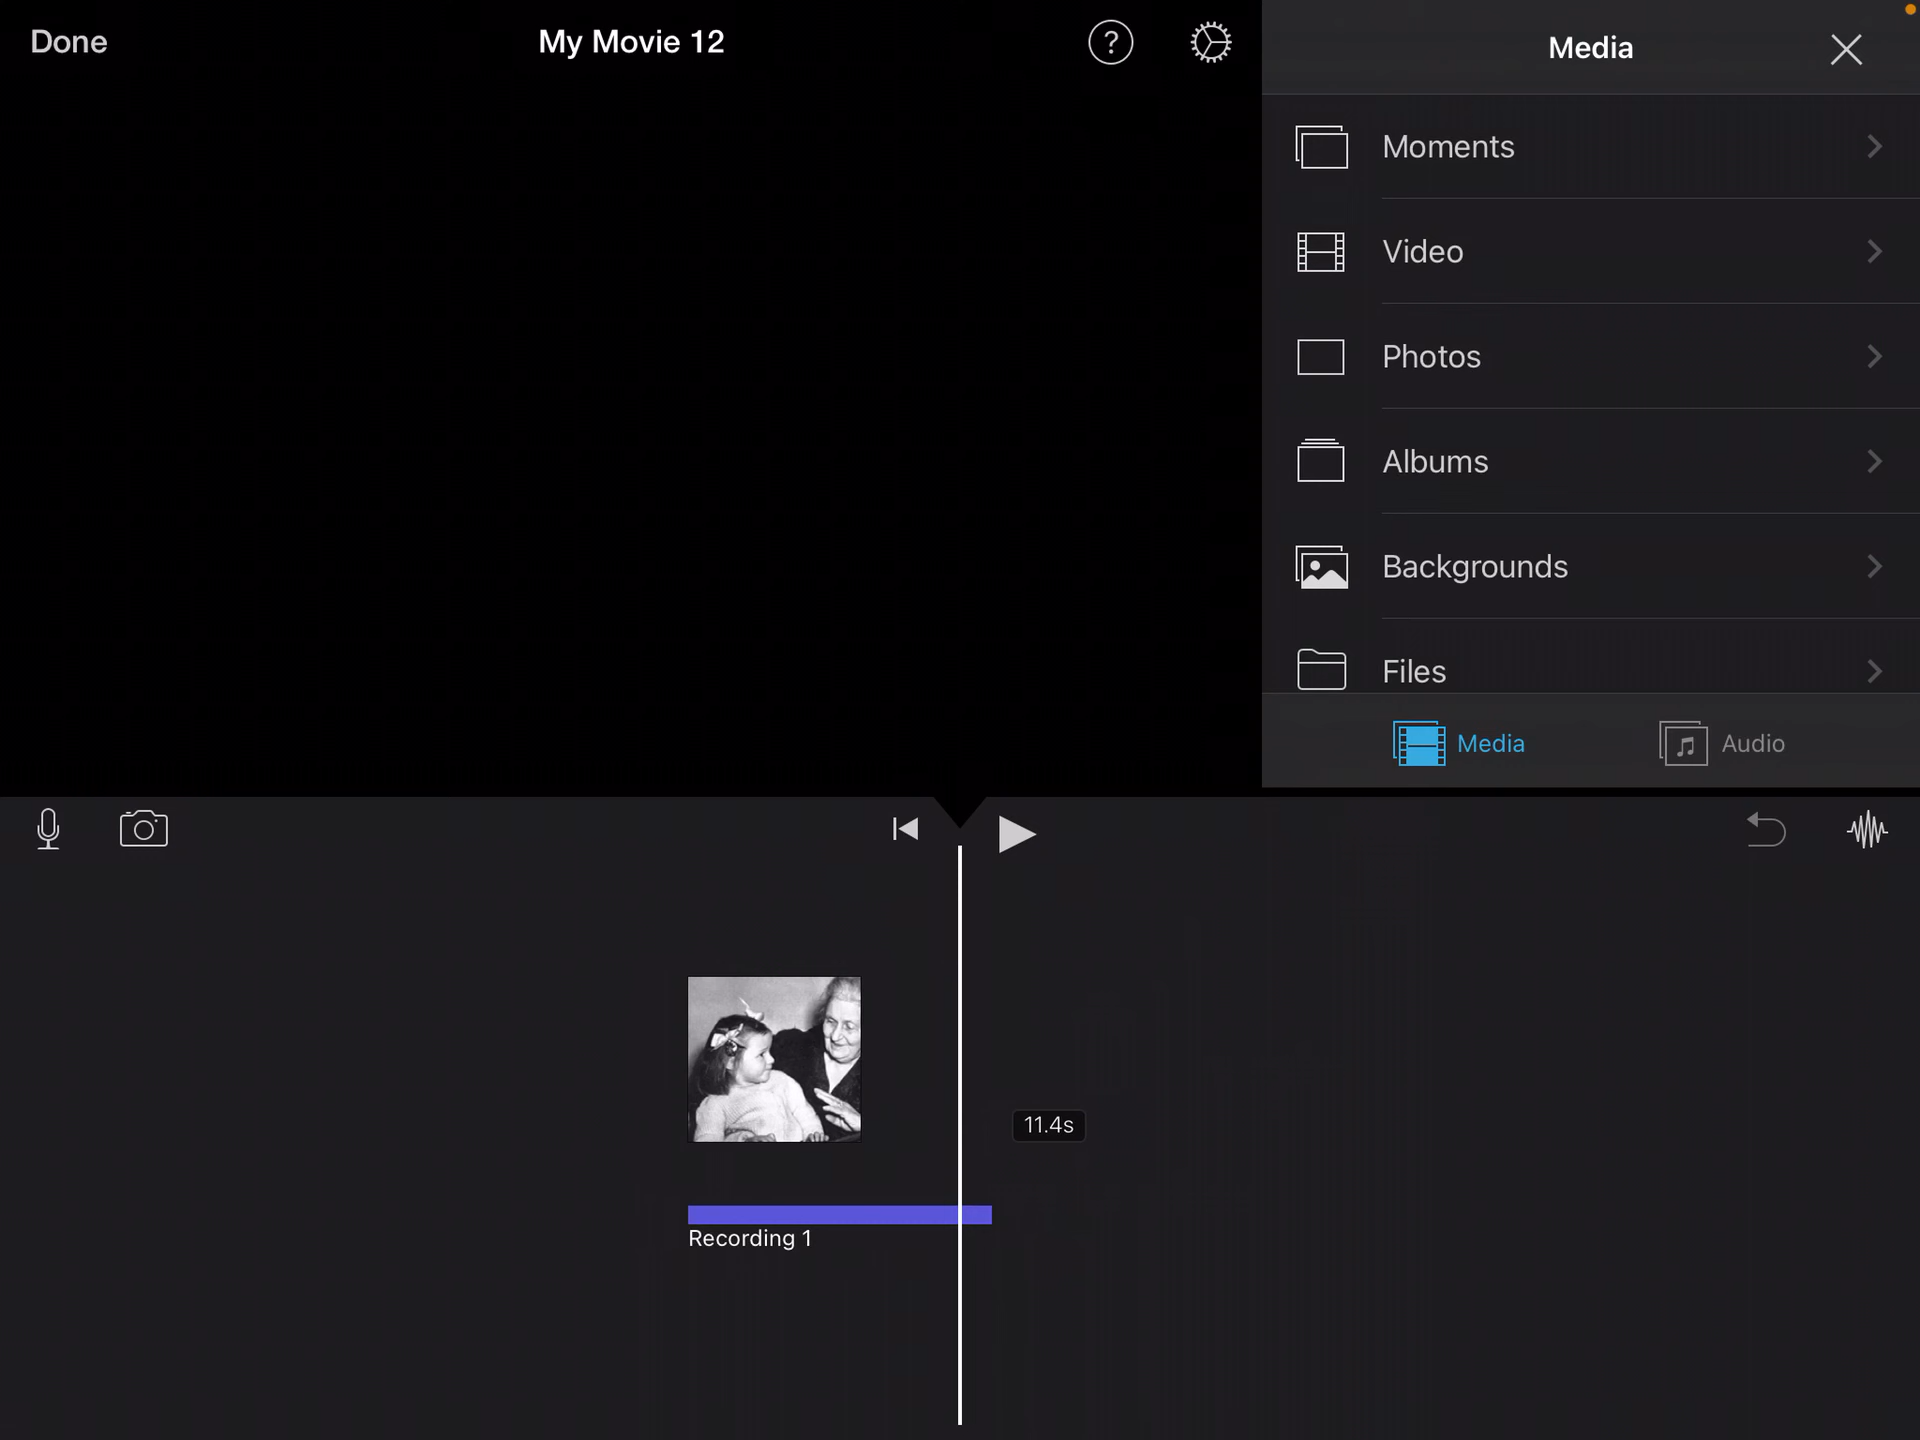 Done
My Movie 12
?
Media
Moments
Video
Photos
Albums
Backgrounds
Files
Media
Audio
11.4s
Recording 1